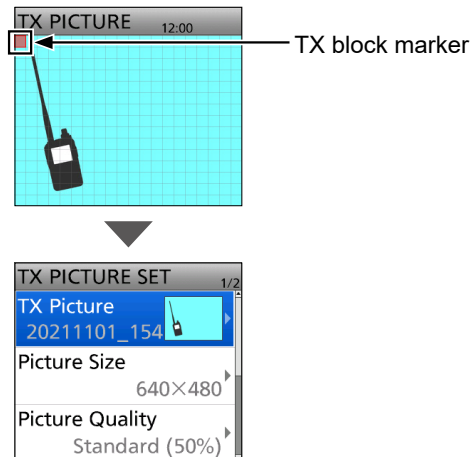 TX PICTURE 12:00
TX block marker
TX PICTURE SET 1/2
TX Picture
20211101_154
Picture Size
640×480
Picture Quality
Standard (50%)